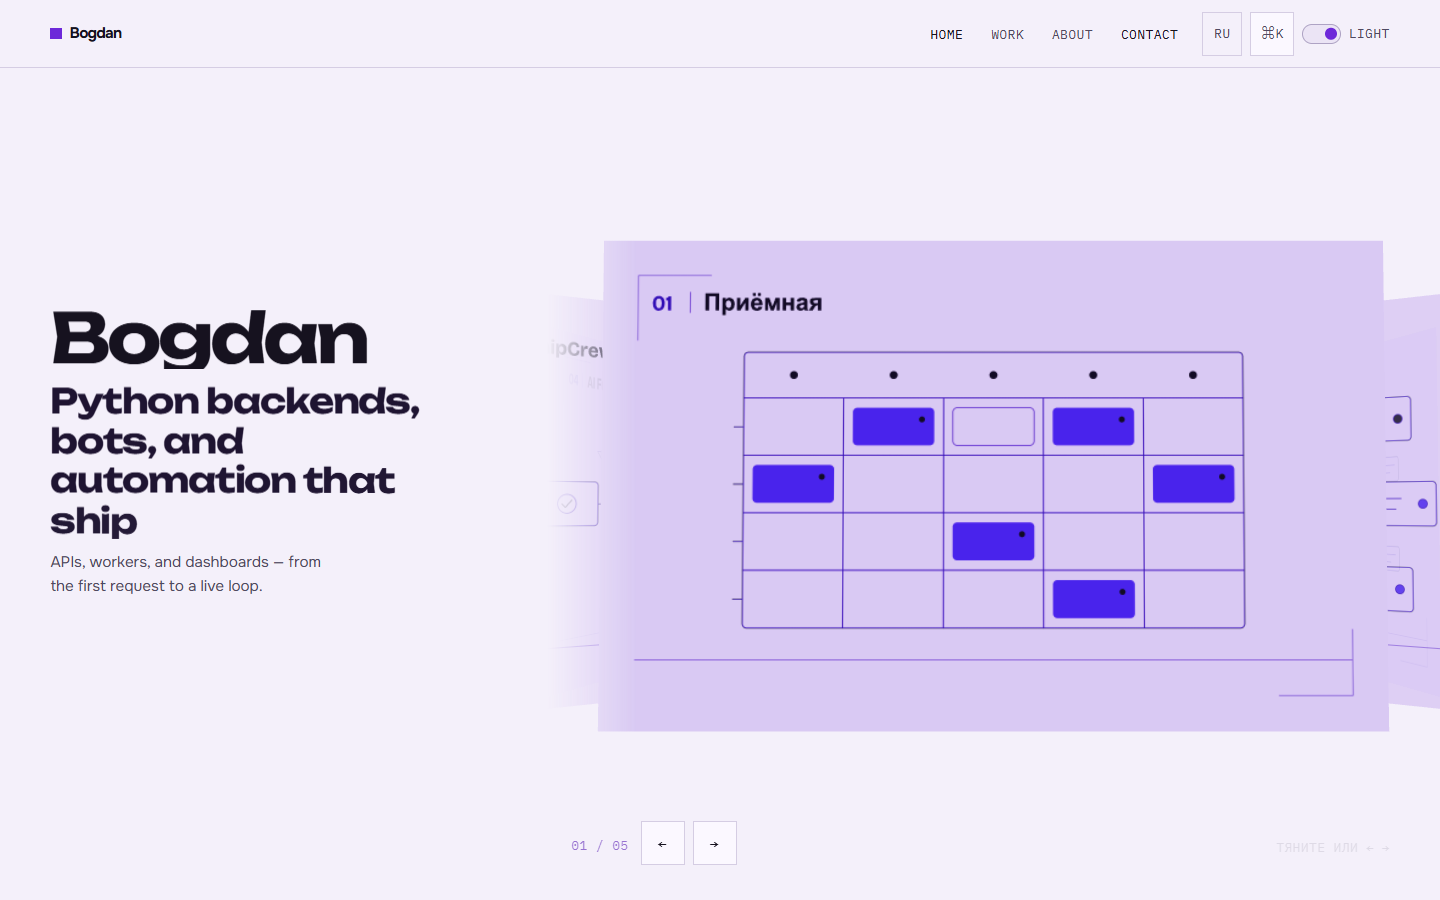 Bogdan
HOME WORK ABOUT CONTACT RU ⌘K LIGHT
Bogdan
Python backends,
bots, and
automation that
ship
APIs, workers, and dashboards — from
the first request to a live loop.
01 | Приёмная
01 / 05 ← →
ТЯНИТЕ ИЛИ ← →